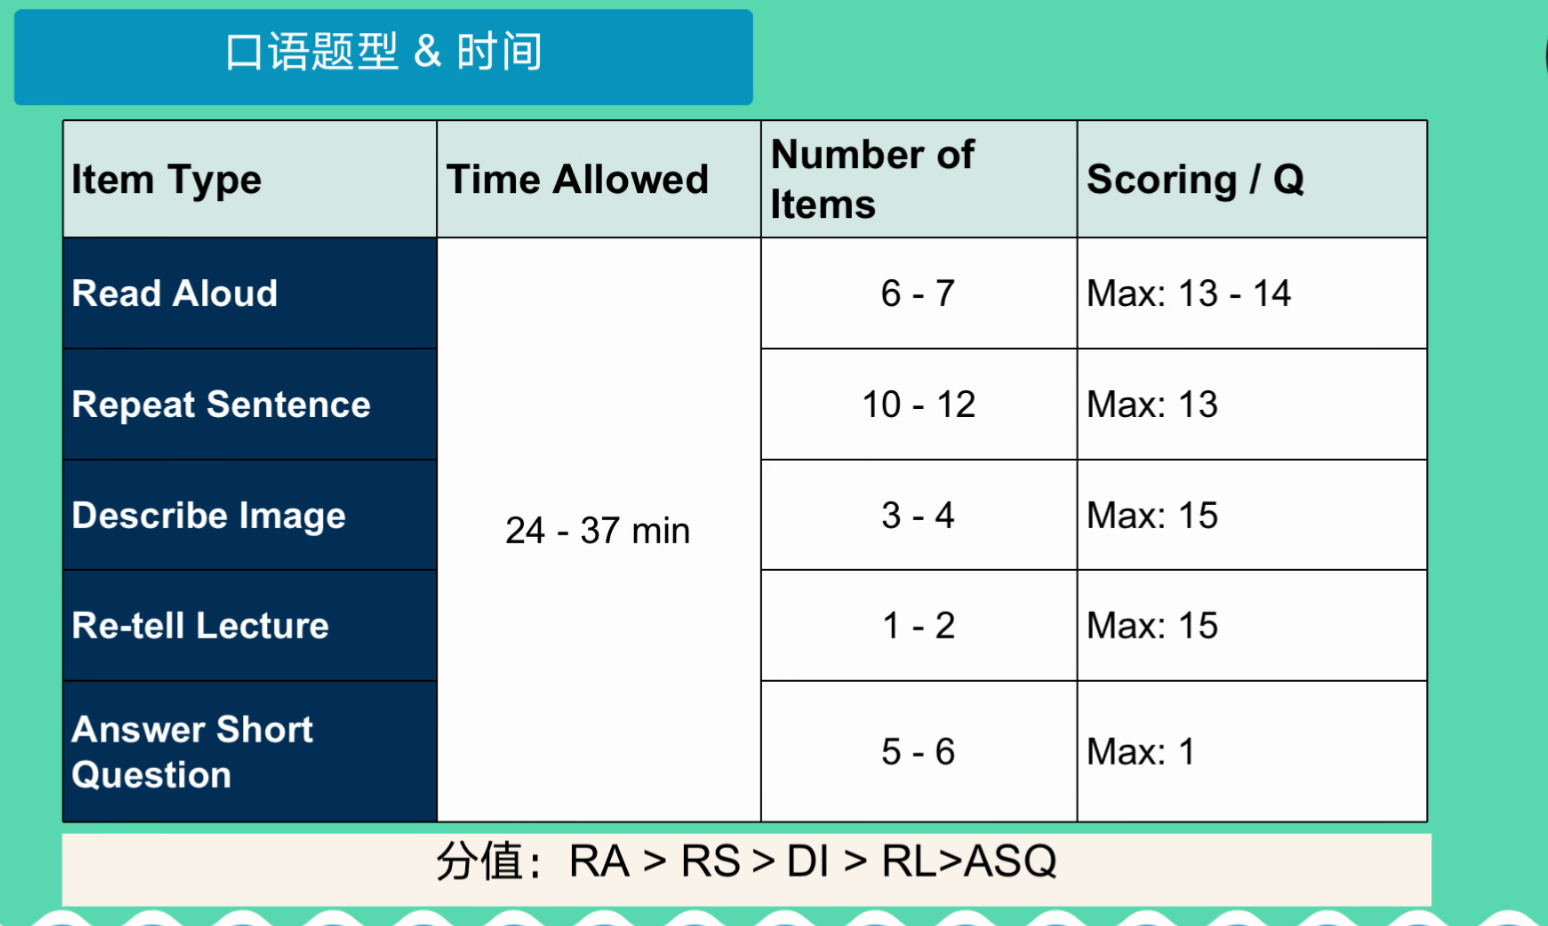 口语题型 & 时间
Item Type
Time Allowed
Number of
Items
Scoring / Q
Read Aloud
24 - 37 min
6 - 7
Max: 13 - 14
Repeat Sentence
10 - 12
Max: 13
Describe Image
3 - 4
Max: 15
Re-tell Lecture
1 - 2
Max: 15
Answer Short
Question
5 - 6
Max: 1
分值：RA > RS > DI > RL>ASQ